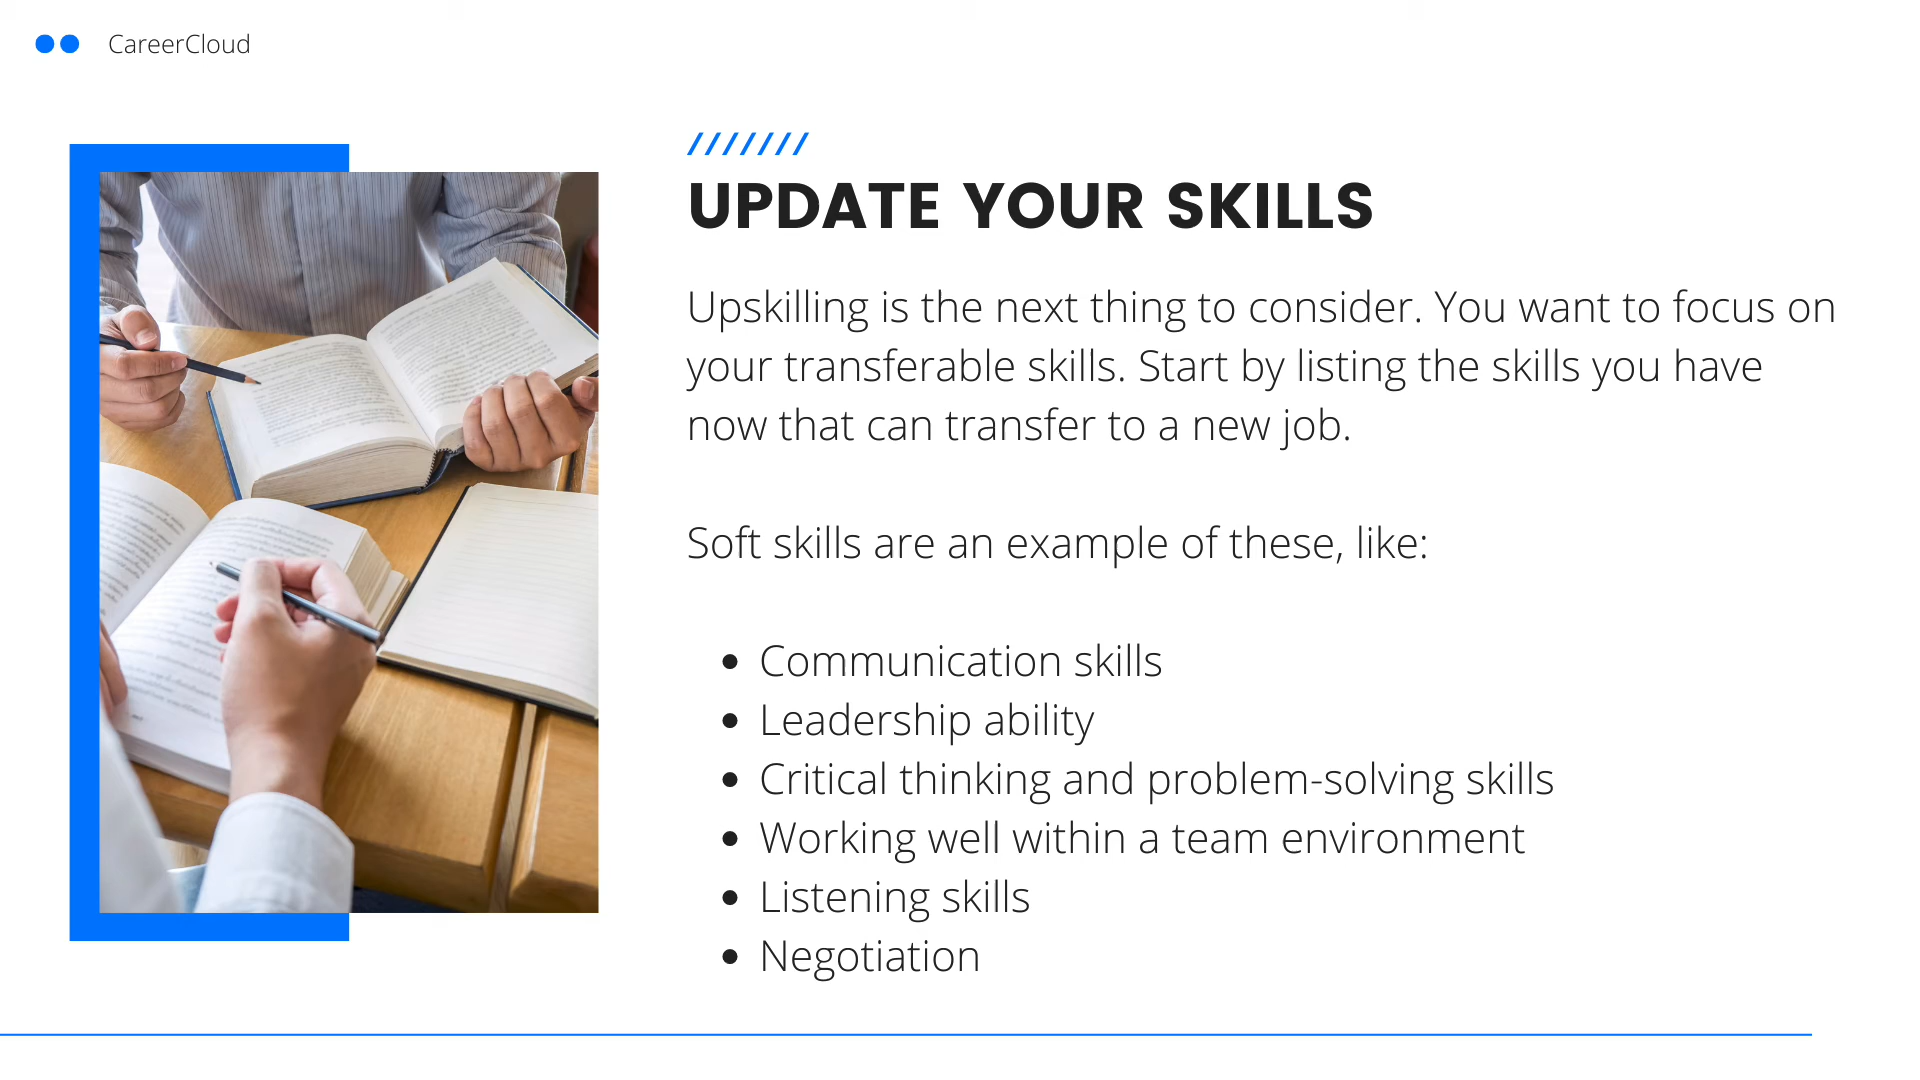 CareerCloud
UPDATE YOUR SKILLS
Upskilling is the next thing to consider. You want to focus on
your transferable skills. Start by listing the skills you have
now that can transfer to a new job.
Soft skills are an example of these, like:
• Communication skills
• Leadership ability
• Critical thinking and problem-solving skills
• Working well within a team environment
• Listening skills
• Negotiation